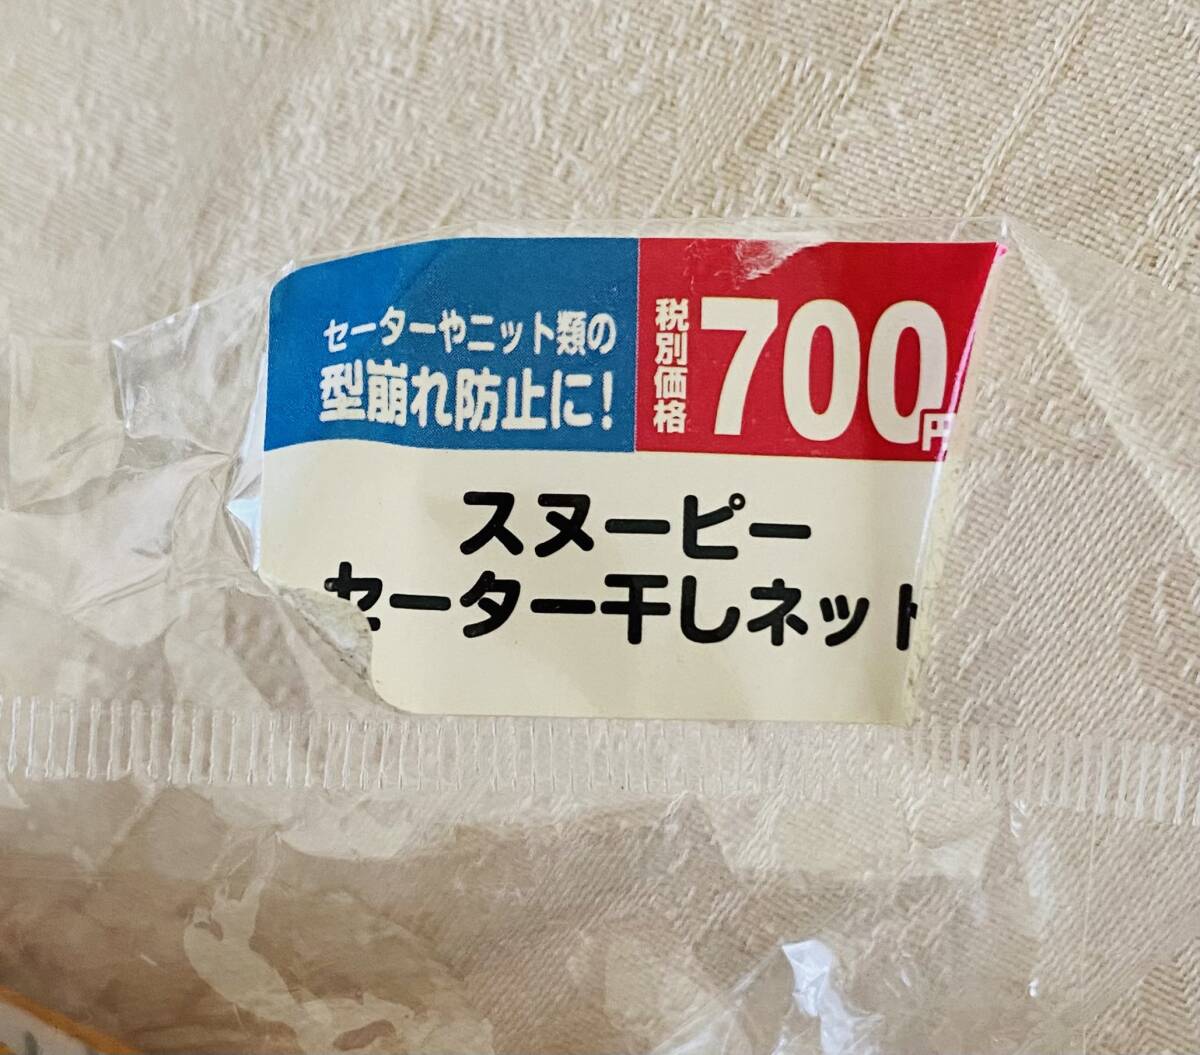 セーターやニット類の
型崩れ防止に!
税別価格
700円
スヌーピー
セーター干しネット